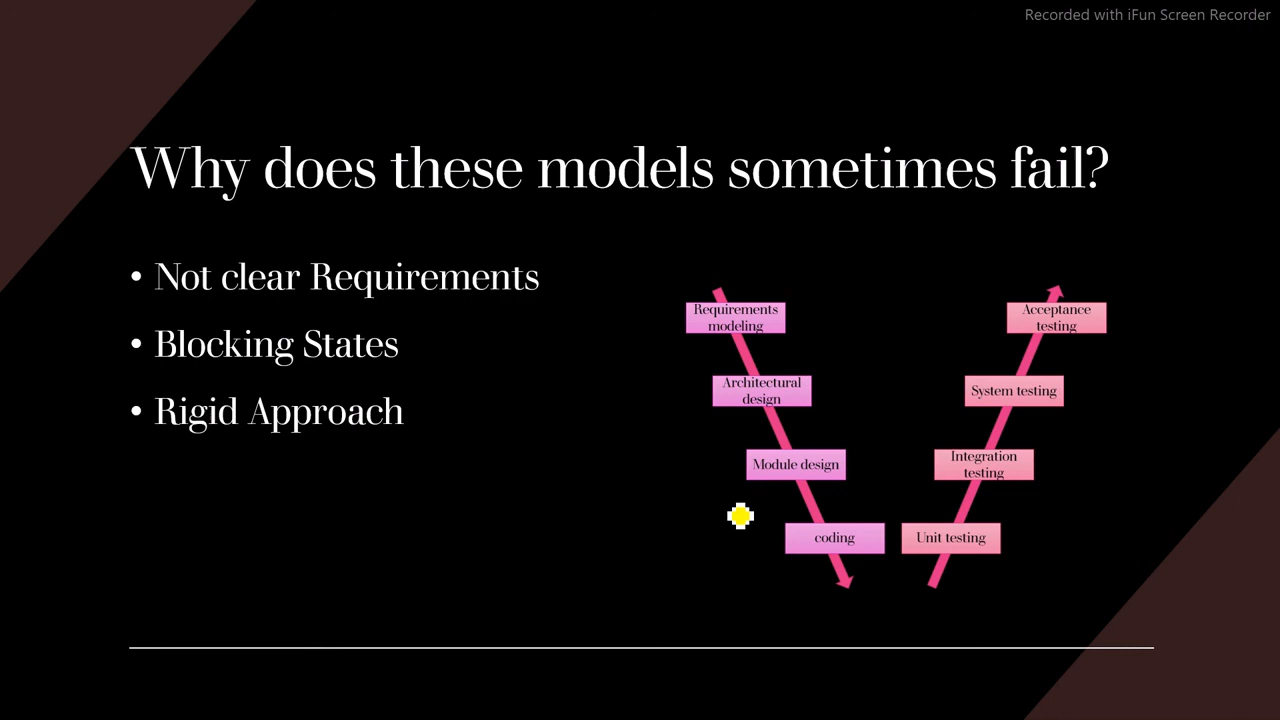 Recorded with iFun Screen Recorder
Why does these models sometimes fail?
• Not clear Requirements
• Blocking States
• Rigid Approach
Requirements
modeling
Architectural
design
Module design
coding
Acceptance
testing
System testing
Integration
testing
Unit testing